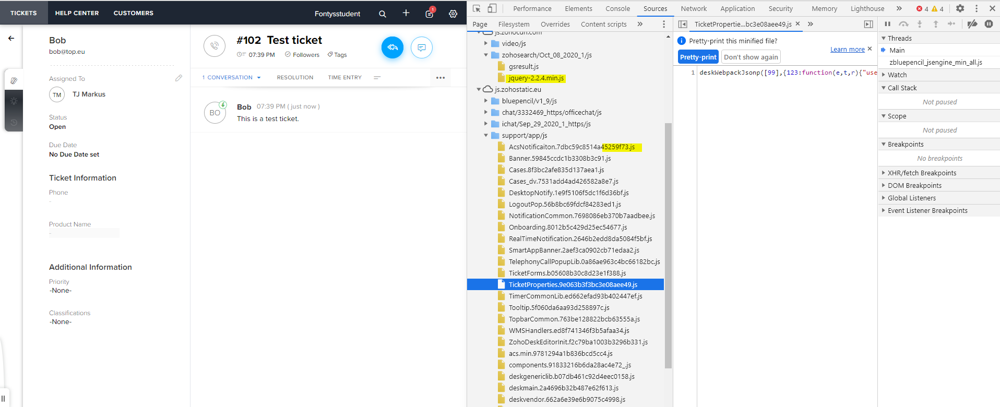 TICKETS
HELP CENTER
CUSTOMERS
Fontysstudent
1
Bob
bob@top.eu
Assigned To
TM
TJ Markus
Status
Open
Due Date
No Due Date set
Ticket Information
Phone
-
Product Name
-
Additional Information
Priority
-None-
Classifications
-None-
#102 Test ticket
07:39 PM
Followers
Tags
1 CONVERSATION
RESOLUTION
TIME ENTRY
BO
Bob 07:39 PM ( just now )
This is a test ticket.
Performance
Elements
Console
Sources
Network
Application
Security
Memory
Lighthouse
4
4
Page
Filesystem
Overrides
Content scripts
js.zohocdn.com
video/js
zohosearch/Oct_08_2020_1/js
gsresult.js
jquery-2.2.4.min.js
js.zohostatic.eu
bluepencil/v1_9/js
chat/3332469_https/officechat/js
ichat/Sep_29_2020_1_https/js
support/app/js
AcsNotificaiton.7dbc59c8514a45259f73.js
Banner.59845ccdc1b3308b3c91.js
Cases.8f3bc2afe835d137aea1.js
Cases_dv.7531add4ad426582a8e7.js
DesktopNotify.1e9f5106f5dc1f6d36bf.js
LogoutPop.56b8bc69fdcf84283ed1.js
NotificationCommon.7698086eb370b7aadbee.js
Onboarding.8012b5c429d25ec54677.js
RealTimeNotification.2646b2edd8da5084f5bf.js
SmartAppBanner.2aef3ca0902cb71edaa2.js
TelephonyCallPopupLib.0a86ae963c4bc66182bc.js
TicketForms.b05608b30c8d23e1f388.js
TicketProperties.9e063b3f3bc3e08aee49.js
TimerCommonLib.ed662efad93b402447ef.js
Tooltip.5f060da6aa93d258897c.js
TopbarCommon.763be128822bcb63555a.js
WMSHandlers.ed8f741346f3b5afaa34.js
ZohoDeskEditorInit.f2c79ba1003b3296b331.js
acs.min.9781294a1b836bcd5cc4.js
components.91833216b6da28ac4e72_.js
deskgenericlib.b07db461c92d4eec0158.js
deskmain.2a4696b32b487e62f613.js
deskvendor.662a6e39e6b9075c4998.js
TicketPropertie...bc3e08aee49.js
Pretty-print this minified file?
Learn more
Pretty-print
Don't show again
1 deskWebpackJsonp([99],{123:function(e,t,r){"use
Threads
Main
zbluepencil_jsengine_min_all.js
Watch
Call Stack
Not paused
Scope
Not paused
Breakpoints
No breakpoints
XHR/fetch Breakpoints
DOM Breakpoints
Global Listeners
Event Listener Breakpoints